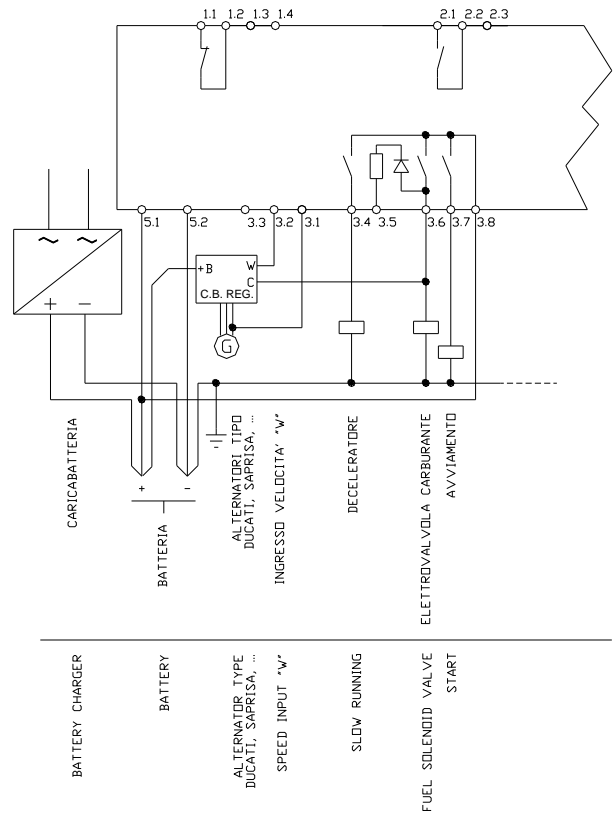 1.1 1.2 1.3 1.4 2.1 2.2 2.3
5.1 5.2 3.3 3.2 3.1 3.4 3.5 3.6 3.7 3.8
+B W
C
C.B. REG.
G
~ ~
+ −
+ −
CARICABATTERIA
BATTERIA
ALTERNATORI TIPO
DUCATI, SAPRISA, ...
INGRESSO VELOCITA' "W"
DECELERATORE
ELETTROVALVOLA CARBURANTE
AVVIAMENTO
BATTERY CHARGER
BATTERY
ALTERNATOR TYPE
DUCATI, SAPRISA, ...
SPEED INPUT "W"
SLOW RUNNING
FUEL SOLENOID VALVE
START